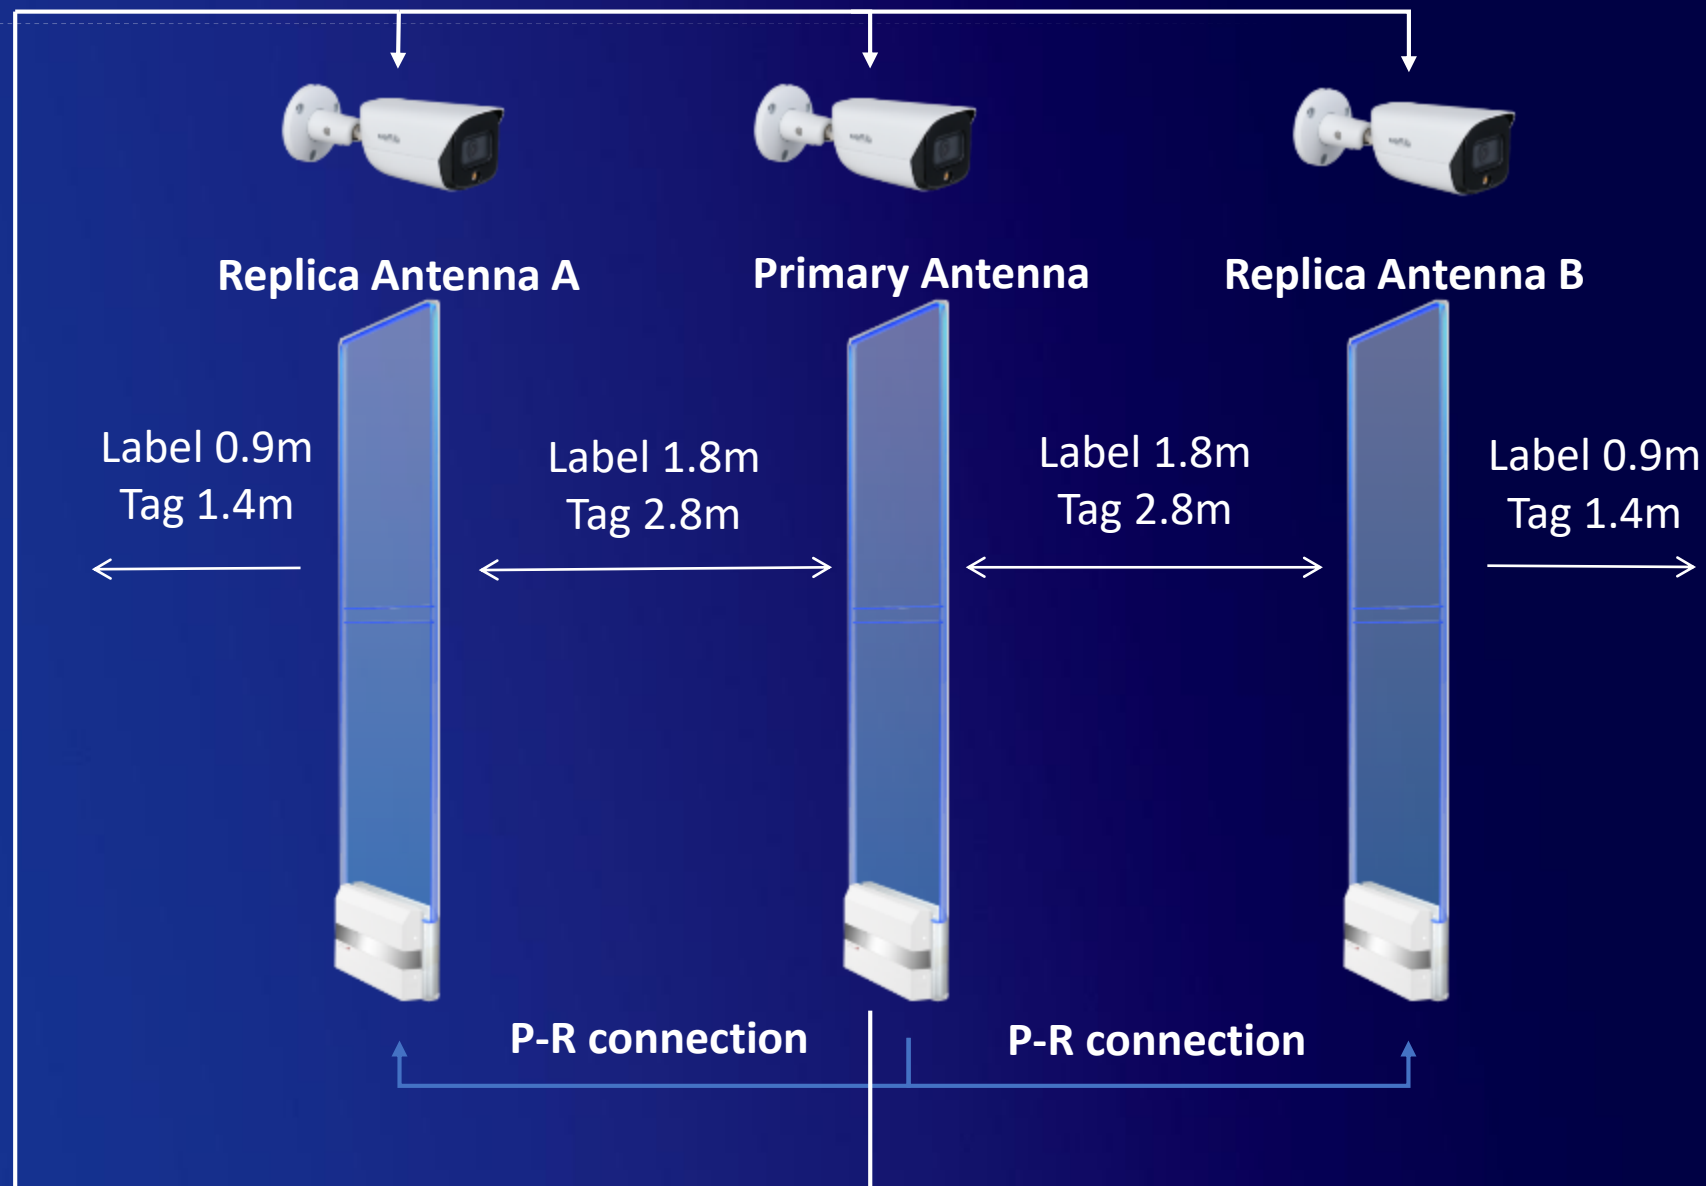 Replica Antenna A
Primary Antenna
Replica Antenna B
Label 0.9m
Tag 1.4m
Label 1.8m
Tag 2.8m
Label 1.8m
Tag 2.8m
Label 0.9m
Tag 1.4m
P-R connection
P-R connection